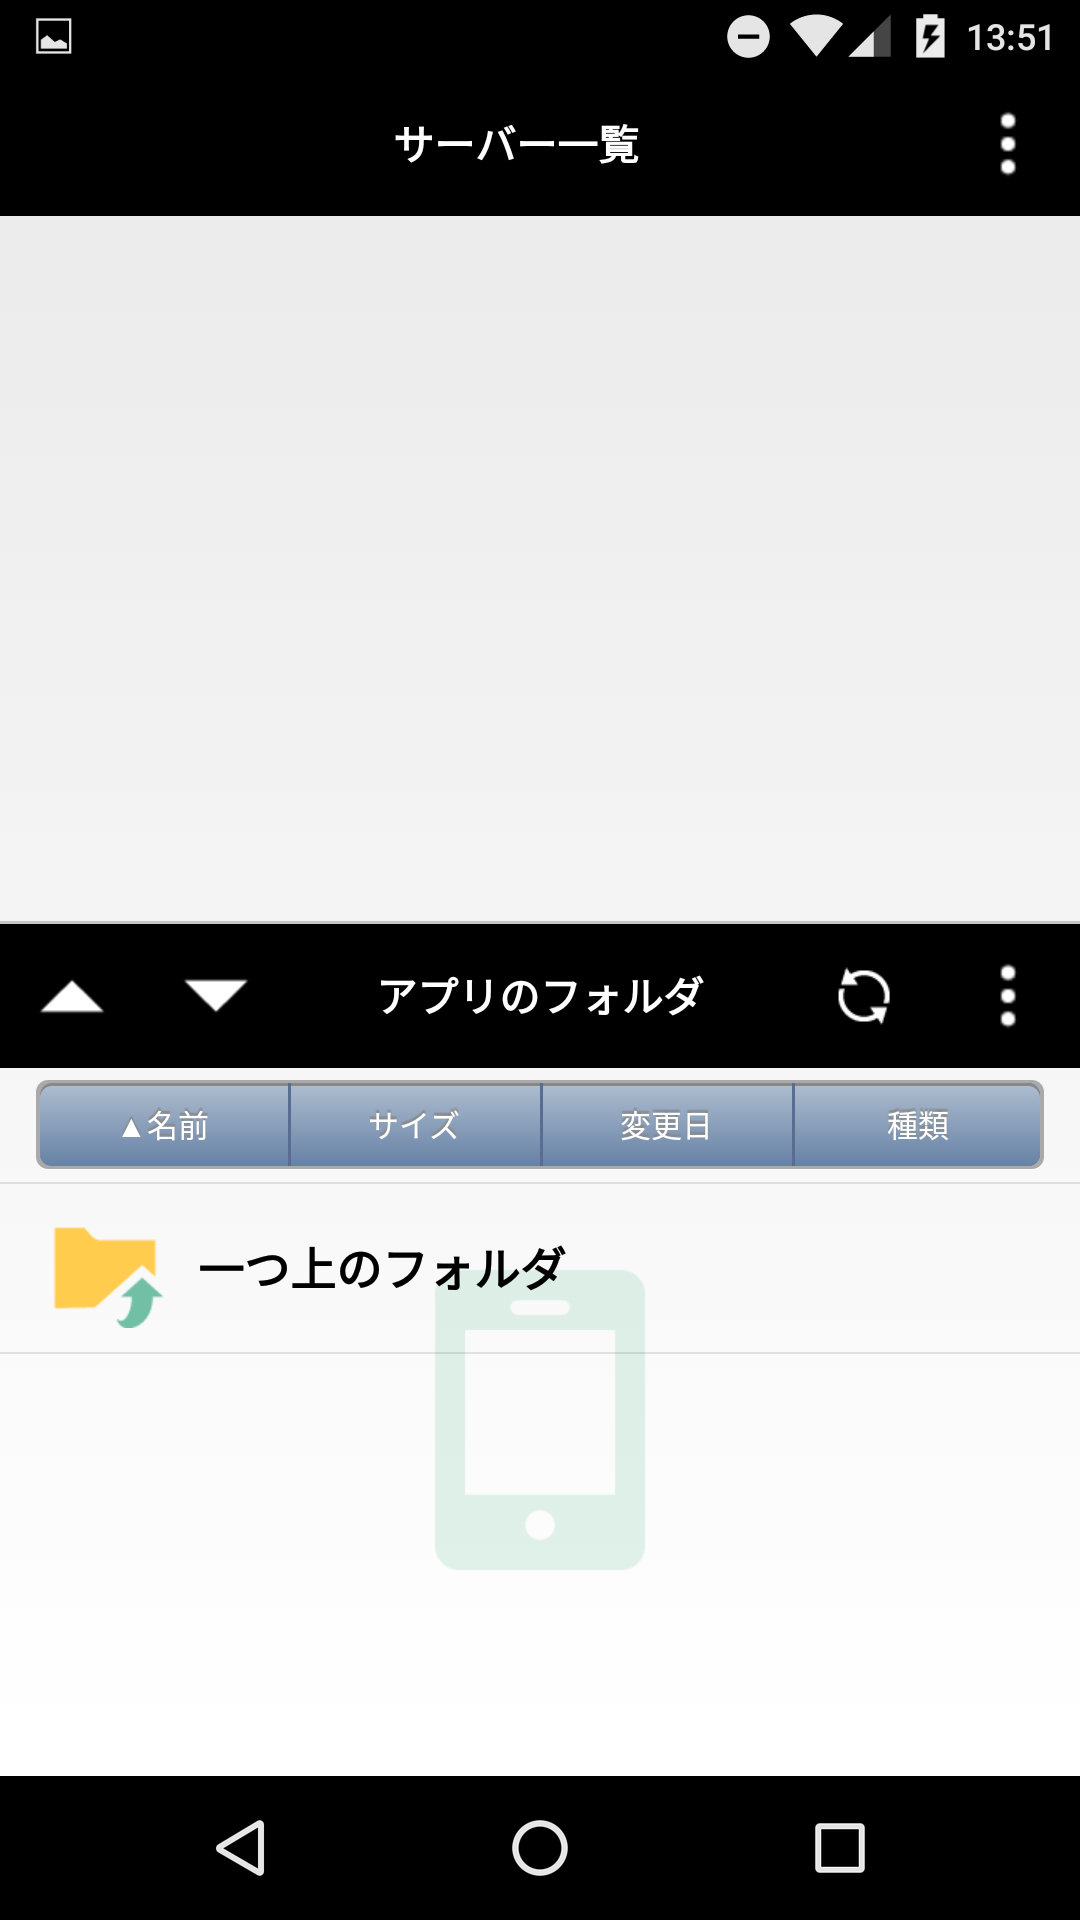 13:51
サーバー一覧
アプリのフォルダ
▲名前 サイズ 変更日 種類
一つ上のフォルダ